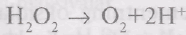 H₂O₂ → O₂+2H⁺